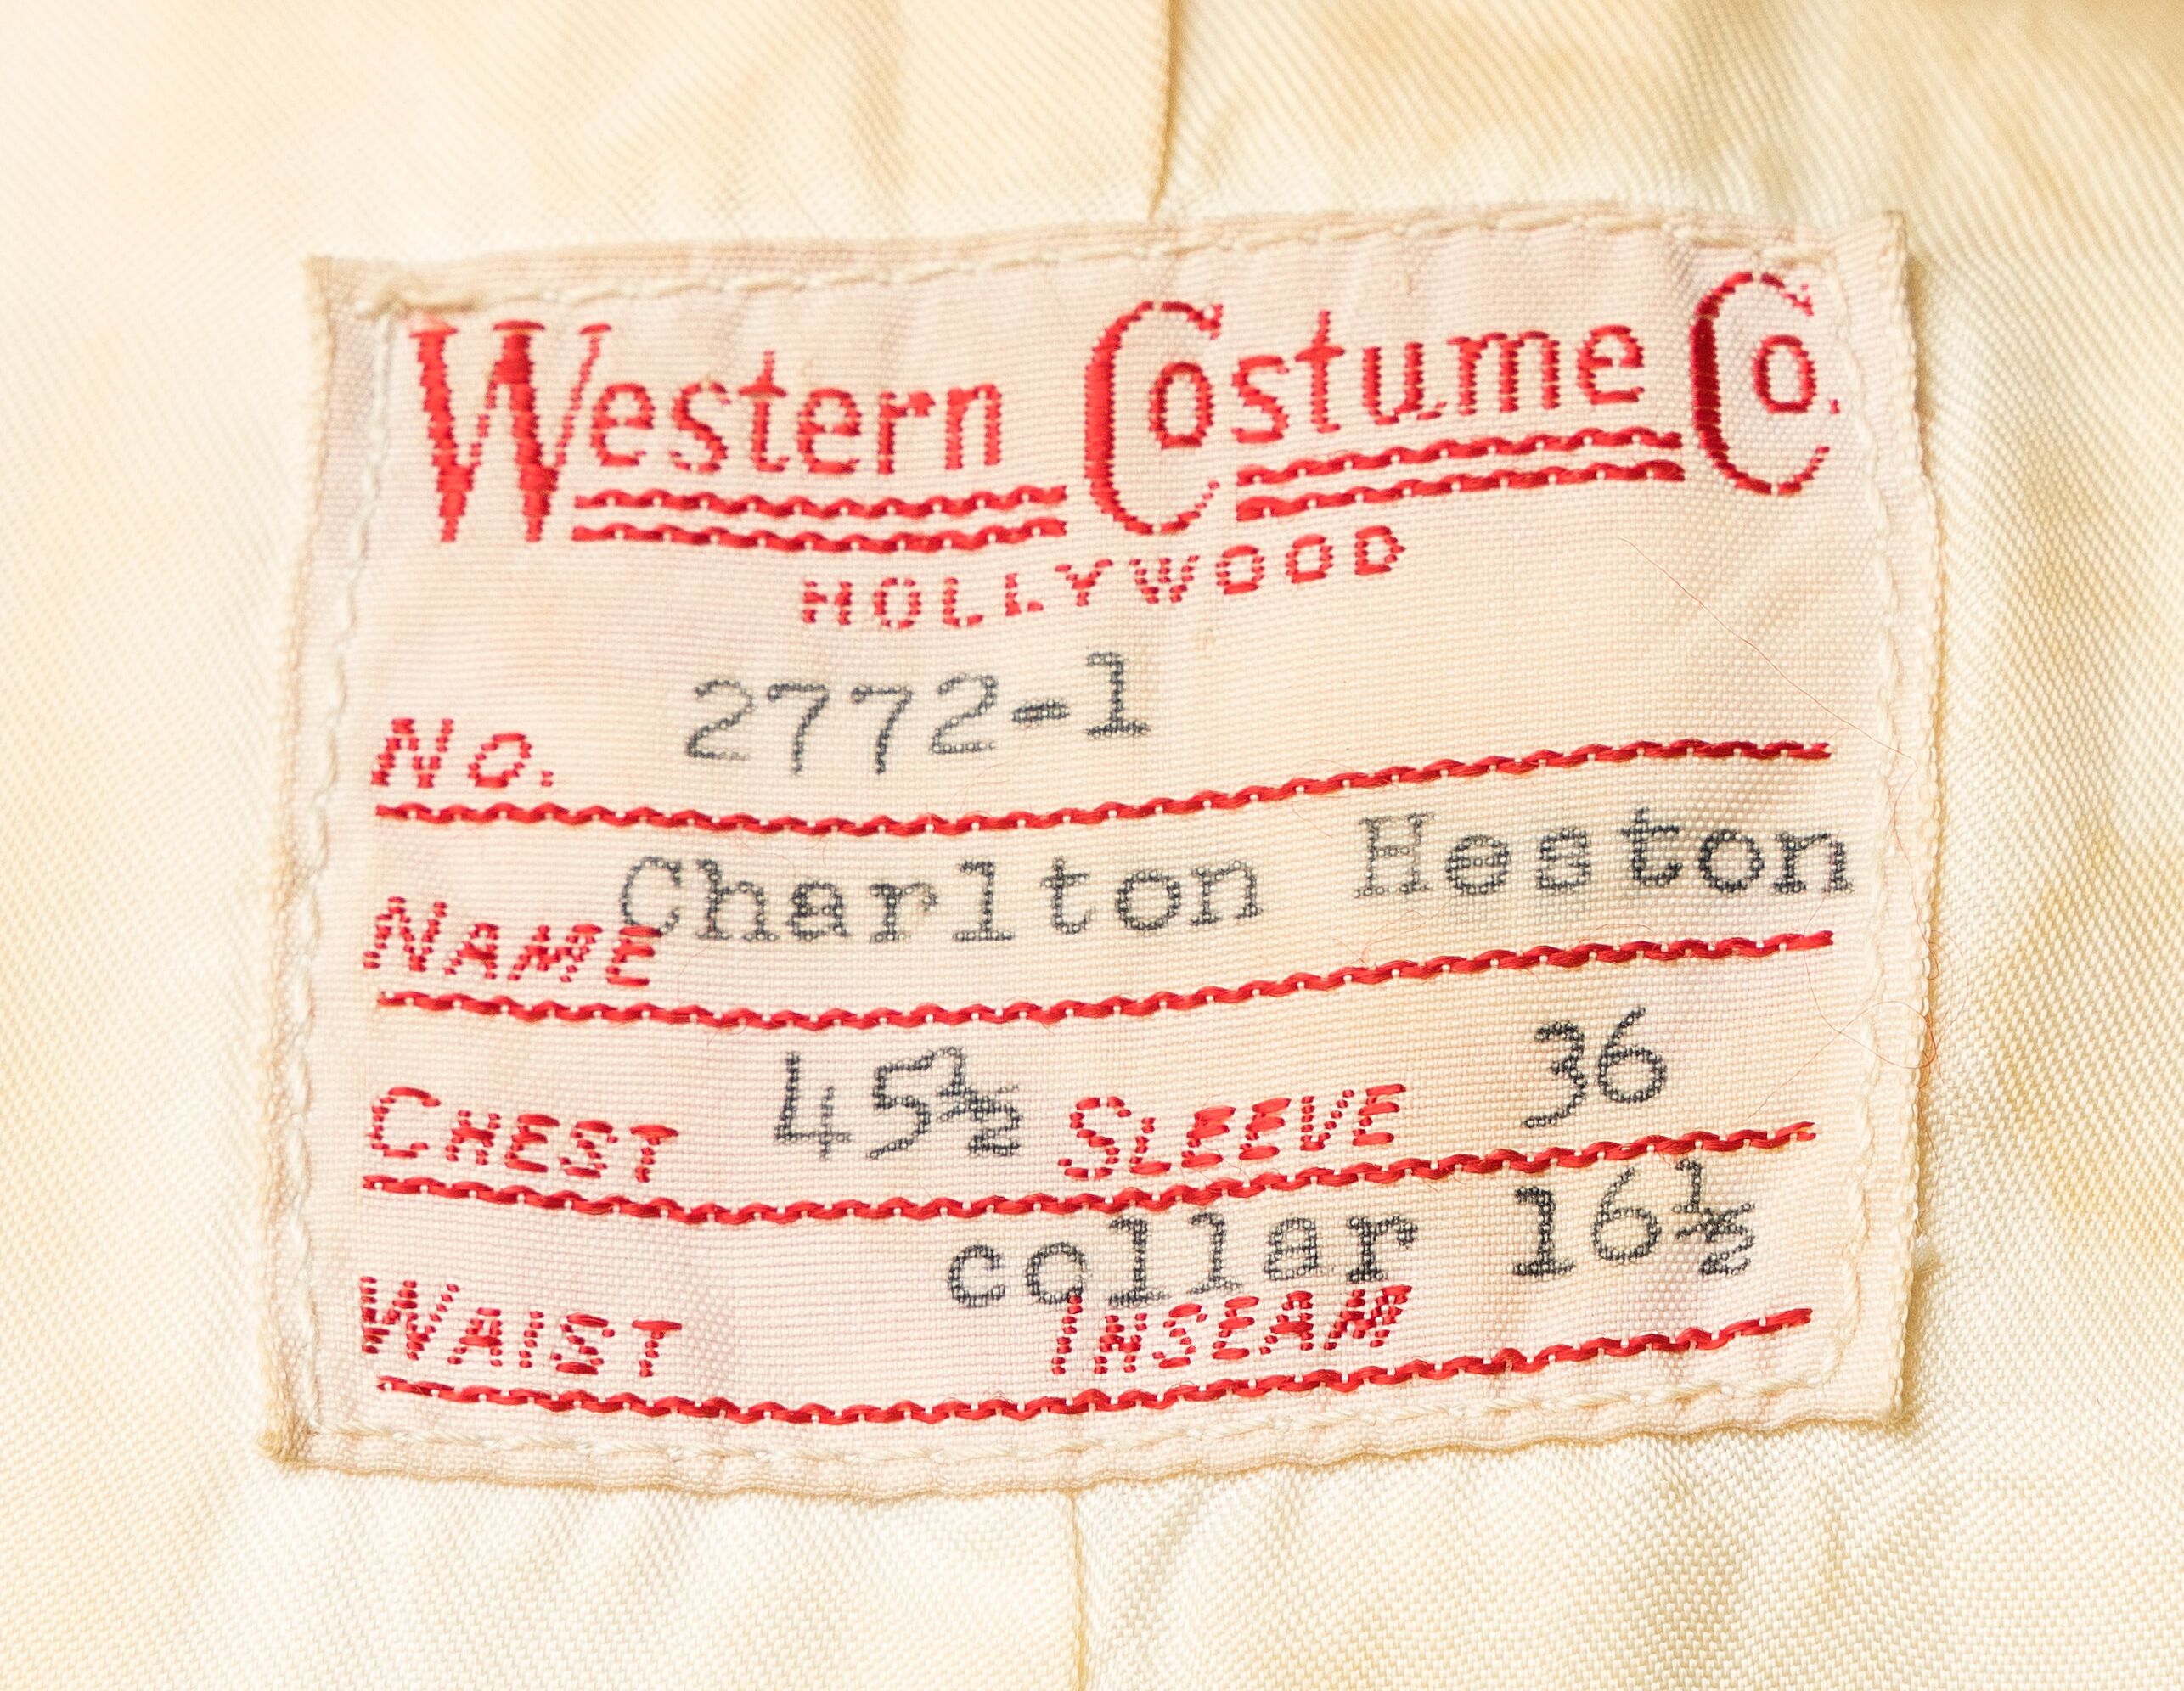 Western Costume Co.
HOLLYWOOD
No. 2772-1
NAME Charlton Heston
CHEST 45½ SLEEVE 36
collar 16½
WAIST INSEAM